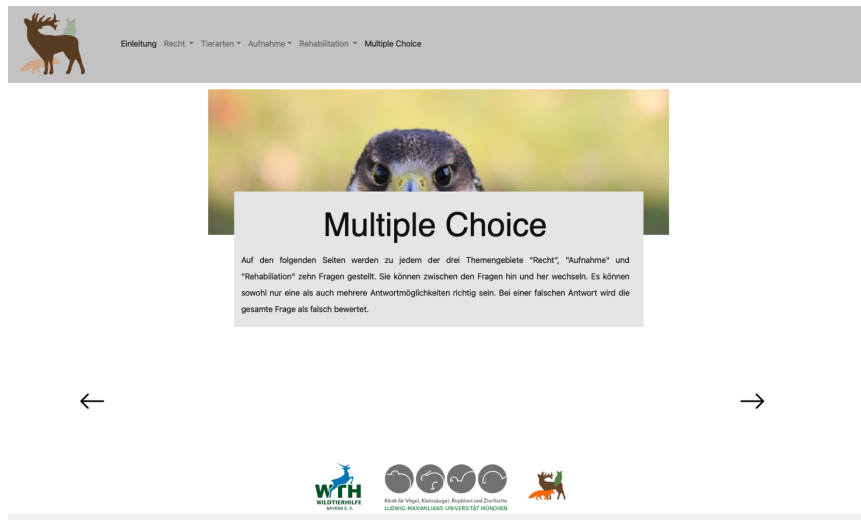 Einleitung Recht Tierarten Aufnahme Rehabilitation Multiple Choice
Multiple Choice
Auf den folgenden Seiten werden zu jedem der drei Themengebiete "Recht", "Aufnahme" und
"Rehabiliation" zehn Fragen gestellt. Sie können zwischen den Fragen hin und her wechseln. Es können
sowohl nur eine als auch mehrere Antwortmöglichkeiten richtig sein. Bei einer falschen Antwort wird die
gesamte Frage als falsch bewertet.
WTH
WILDTIERHILFE
BAYERN E. V.
Klinik für Vögel, Kleinsäuger, Reptilien und Zierfische
LUDWIG-MAXIMILIANS-UNIVERSITÄT MÜNCHEN